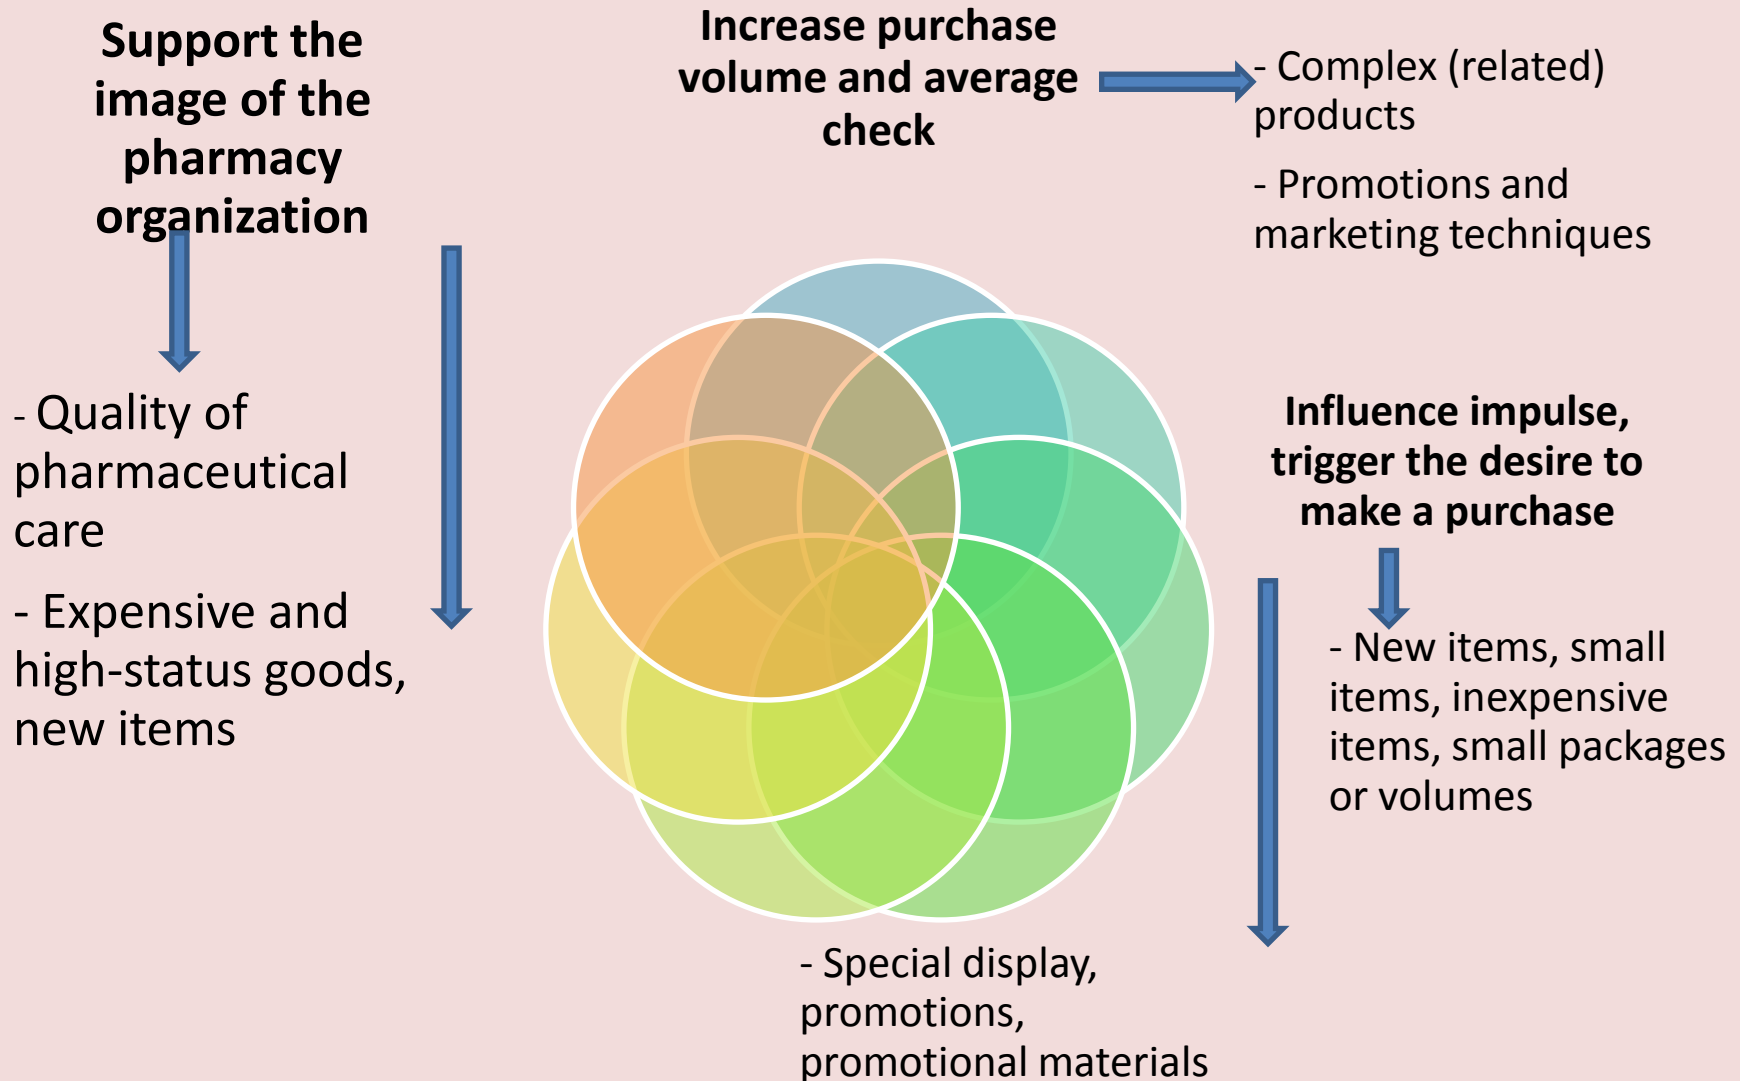 Support the
image of the
pharmacy
organization
- Quality of
pharmaceutical
care
- Expensive and
high-status goods,
new items
Increase purchase
volume and average
check
- Complex (related)
products
- Promotions and
marketing techniques
Influence impulse,
trigger the desire to
make a purchase
- New items, small
items, inexpensive
items, small packages
or volumes
- Special display,
promotions,
promotional materials